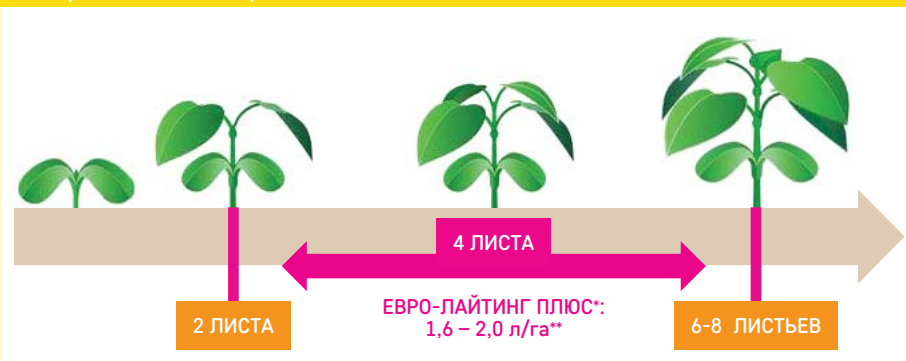 4 ЛИСТА
2 ЛИСТА
ЕВРО-ЛАЙТИНГ ПЛЮС*:
1,6 – 2,0 л/га**
6-8 ЛИСТЬЕВ